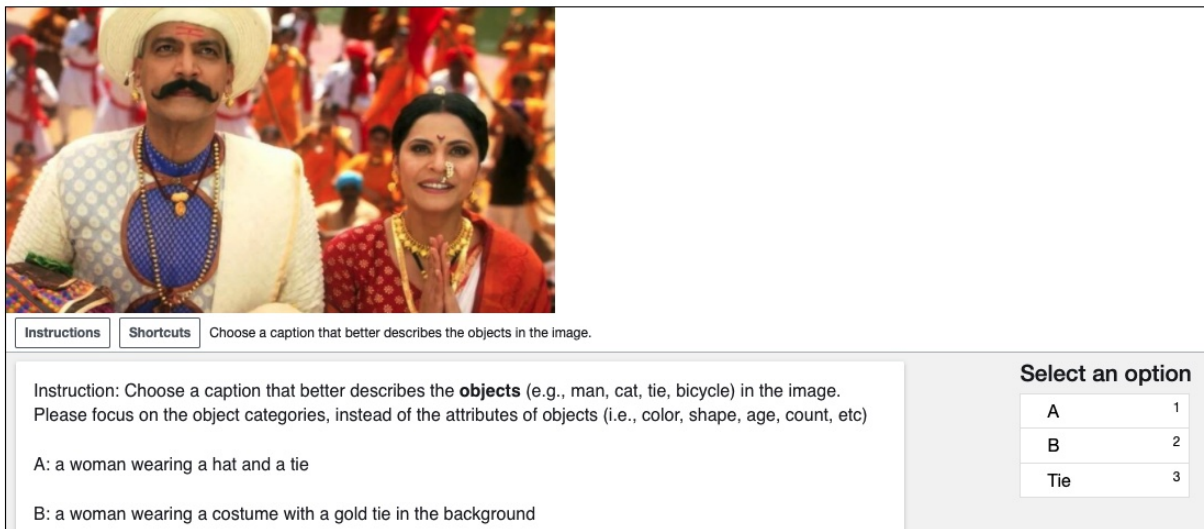 Instructions
Shortcuts
Choose a caption that better describes the objects in the image.
Instruction: Choose a caption that better describes the objects (e.g., man, cat, tie, bicycle) in the image.
Please focus on the object categories, instead of the attributes of objects (i.e., color, shape, age, count, etc)
A: a woman wearing a hat and a tie
B: a woman wearing a costume with a gold tie in the background
Select an option
A 1
B 2
Tie 3